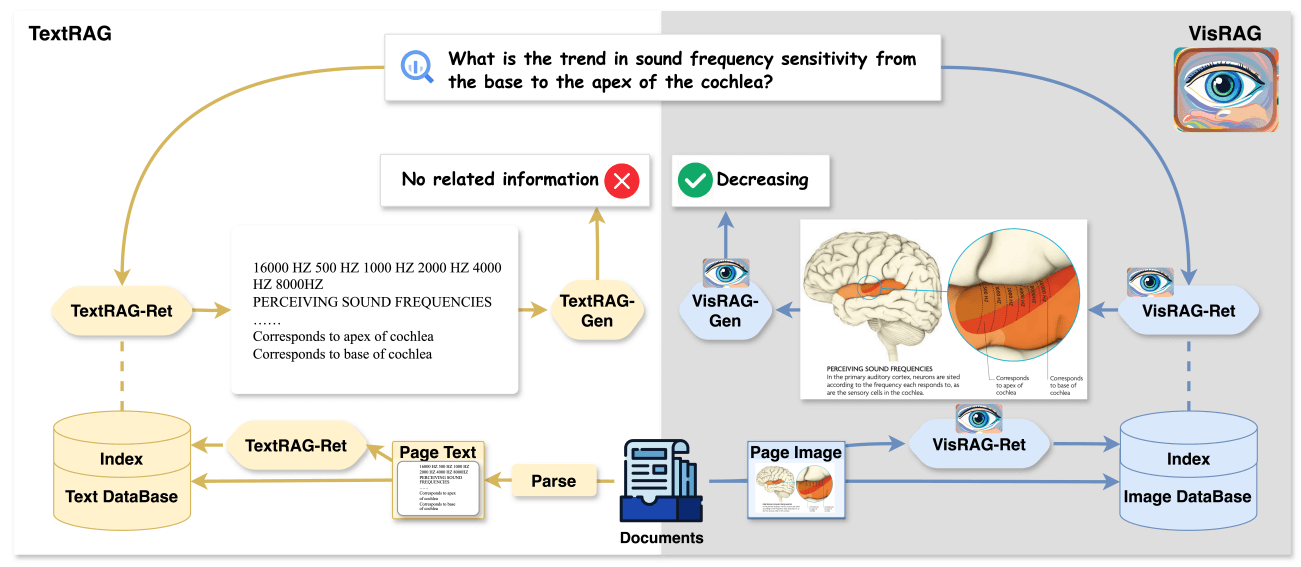 TextRAG
VisRAG
What is the trend in sound frequency sensitivity from
the base to the apex of the cochlea?
No related information
Decreasing
16000 HZ 500 HZ 1000 HZ 2000 HZ 4000
HZ 8000HZ
PERCEIVING SOUND FREQUENCIES
......
Corresponds to apex of cochlea
Corresponds to base of cochlea
TextRAG-Ret
TextRAG-
Gen
VisRAG-
Gen
VisRAG-Ret
PERCEIVING SOUND FREQUENCIES
In the primary auditory cortex, neurons are sited
according to the frequency each responds to, as
are the sensory cells in the cochlea.
Corresponds
to apex of
cochlea
Corresponds
to base of
cochlea
Index
Text DataBase
TextRAG-Ret
Page Text
16000 HZ 500 HZ 1000 HZ
2000 HZ 4000 HZ 8000HZ
PERCEIVING SOUND
FREQUENCIES
......
Corresponds to apex
of cochlea
Corresponds to base
of cochlea
Parse
Documents
Page Image
VisRAG-Ret
Index
Image DataBase